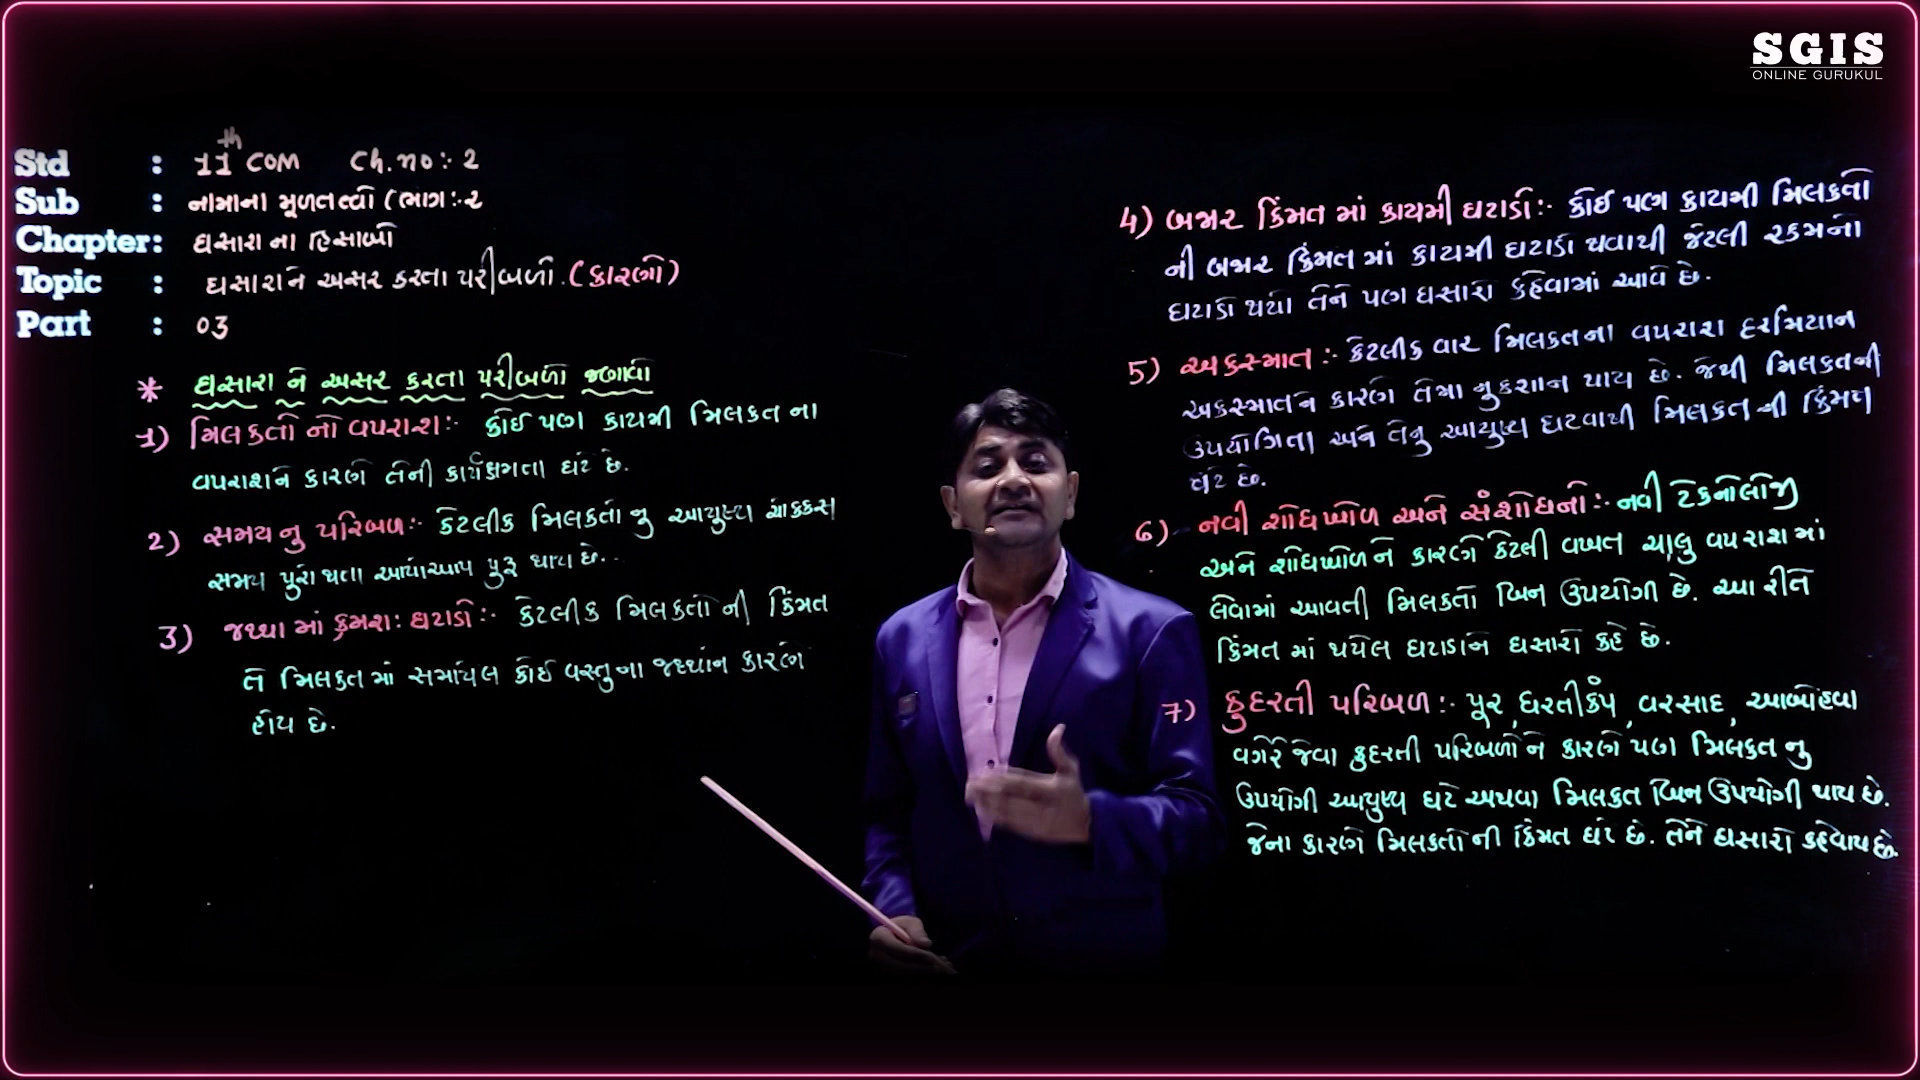 SGIS
ONLINE GURUKUL
Std : 11th COM Ch.no:- 2
Sub : નામાના મૂળતત્વો (ભાગ:-2
Chapter: ઘસારા ના હિસાબો
Topic : ઘસારાને અસર કરતા પરીબળો. (કારણો)
Part : 03
* ઘસારા ને અસર કરતા પરીબળો જણાવો
1) મિલકતો નો વપરાશ:- કોઈ પણ કાયમી મિલકત ના
વપરાશને કારણે તેની કાર્યક્ષમતા ઘટે છે.
2) સમય નુ પરિબળ:- કેટલીક મિલકતો નુ આયુષ્ય ચોકકસ
સમય પૂરો થતા આપોઆપ પુરૂ થાય છે.
3) જથ્થા માં ક્રમશ: ઘટાડો:- કેટલીક મિલકતો ની કિંમત
તે મિલકત માં સમાયેલ કોઈ વસ્તુ ના જથ્થાને કારણે
હોય છે.
4) બજાર કિંમત માં કાયમી ઘટાડો:- કોઈ પણ કાયમી મિલકતો
ની બજાર કિંમત માં કાયમી ઘટાડો થવાથી જેટલી રકમનો
ઘટાડો થયો તેને પણ ઘસારો કહેવામાં આવે છે.
5) અકસ્માત:- કેટલીક વાર મિલકત ના વપરાશ દરમિયાન
અકસ્માતને કારણે તેમા નુકશાન થાય છે. જેથી મિલકતની
ઉપયોગિતા અને તેનુ આયુષ્ય ઘટવાથી મિલકત ની કિંમત
ઘટે છે.
6) નવી શોધખોળ અને સંશોધનો:- નવી ટેકનોલોજી
અને શોધખોળ ને કારણે કેટલી વખત ચાલુ વપરાશ માં
લેવામાં આવતી મિલકતો બિન ઉપયોગી છે. આ રીતે
કિંમત માં થયેલ ઘટાડાને ઘસારો કહે છે.
7) કુદરતી પરિબળ:- પૂર, ધરતીકંપ, વરસાદ, આબોહવા
વગેરે જેવા કુદરતી પરિબળો ને કારણે પણ મિલકત નુ
ઉપયોગી આયુષ્ય ઘટે અથવા મિલકત બિન ઉપયોગી થાય છે.
જેના કારણે મિલકતો ની કિંમત ઘટે છે. તેને ઘસારો કહેવાય છે.